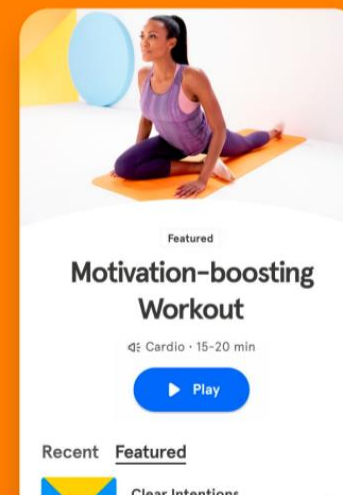 Featured
Motivation-boosting
Workout
Cardio · 15-20 min
Play
Recent Featured
Clear Intentions